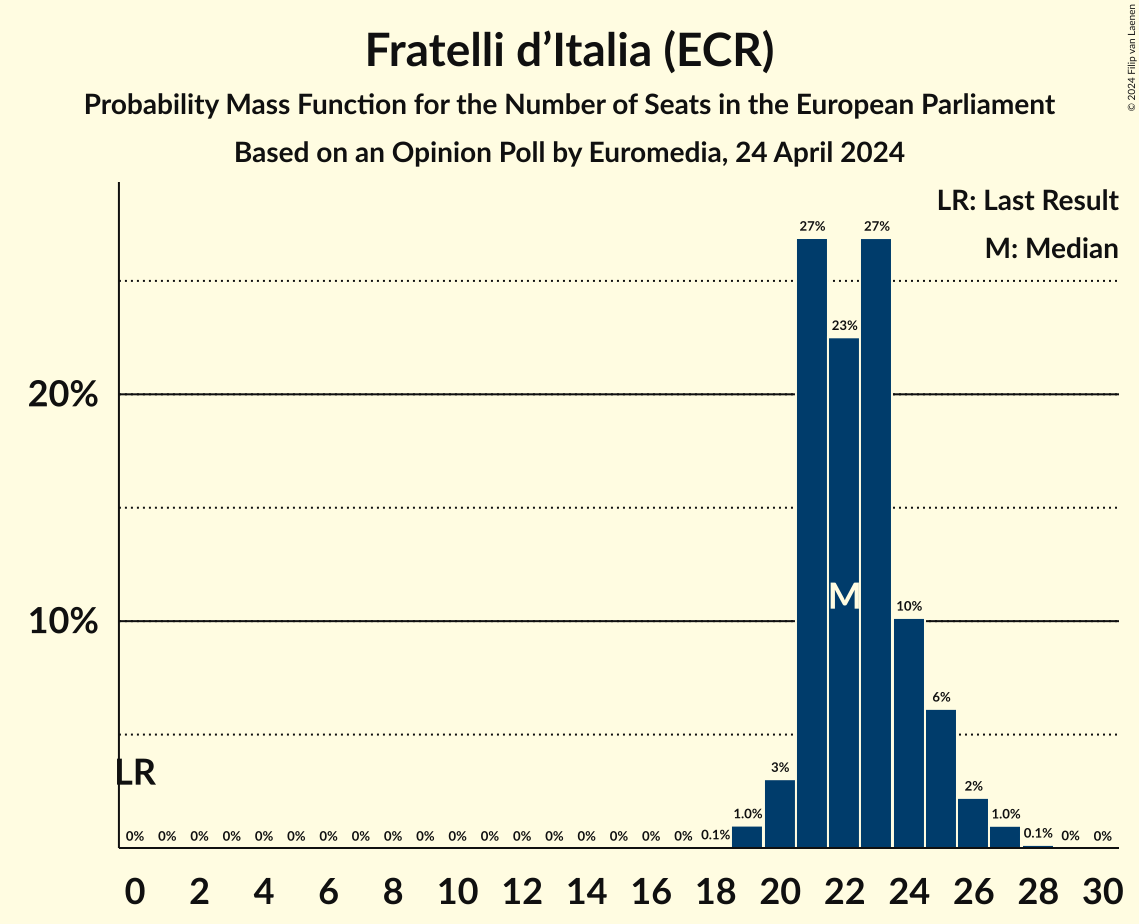 Fratelli d’Italia (ECR)
Probability Mass Function for the Number of Seats in the European Parliament
Based on an Opinion Poll by Euromedia, 24 April 2024
© 2024 Filip van Laenen
LR: Last Result
M: Median
27% 27%
23%
20%
M
10%
10%
6%
LR
3%
2%
1.0% 1.0%
0% 0% 0% 0% 0% 0% 0% 0% 0% 0% 0% 0% 0% 0% 0% 0% 0% 0% 0.1% 0.1% 0% 0%
0 2 4 6 8 10 12 14 16 18 20 22 24 26 28 30